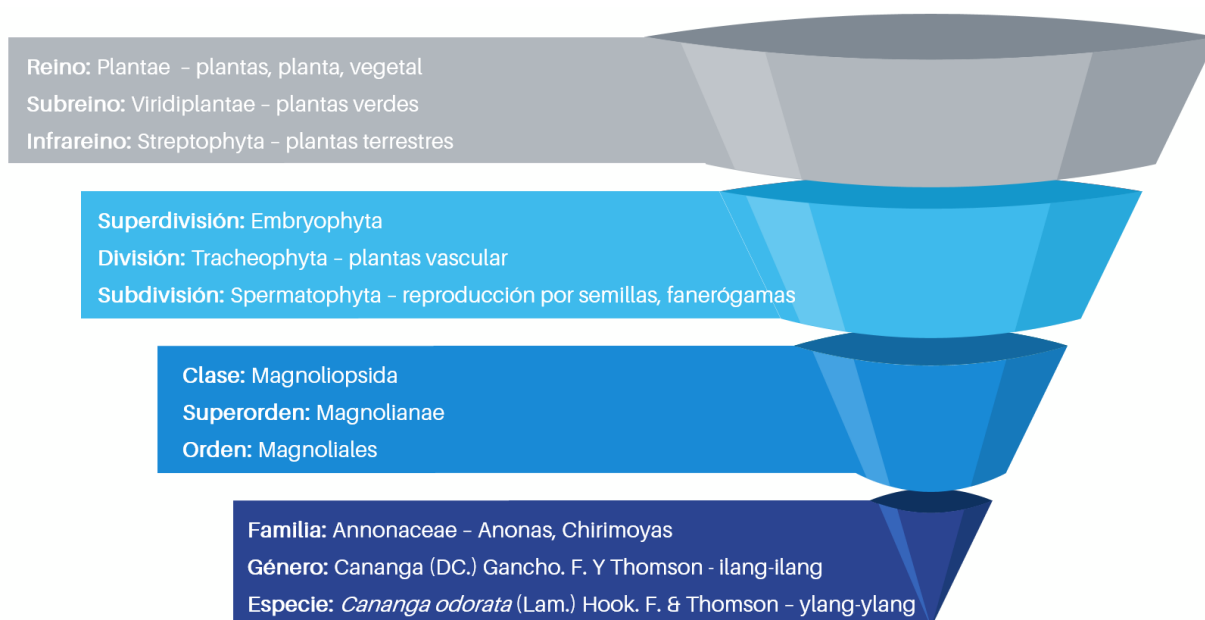 Reino: Plantae – plantas, planta, vegetal
Subreino: Viridiplantae – plantas verdes
Infrareino: Streptophyta – plantas terrestres
Superdivisión: Embryophyta
División: Tracheophyta – plantas vascular
Subdivisión: Spermatophyta – reproducción por semillas, fanerógamas
Clase: Magnoliopsida
Superorden: Magnolianae
Orden: Magnoliales
Familia: Annonaceae – Anonas, Chirimoyas
Género: Cananga (DC.) Gancho. F. Y Thomson - ilang-ilang
Especie: Cananga odorata (Lam.) Hook. F. & Thomson – ylang-ylang